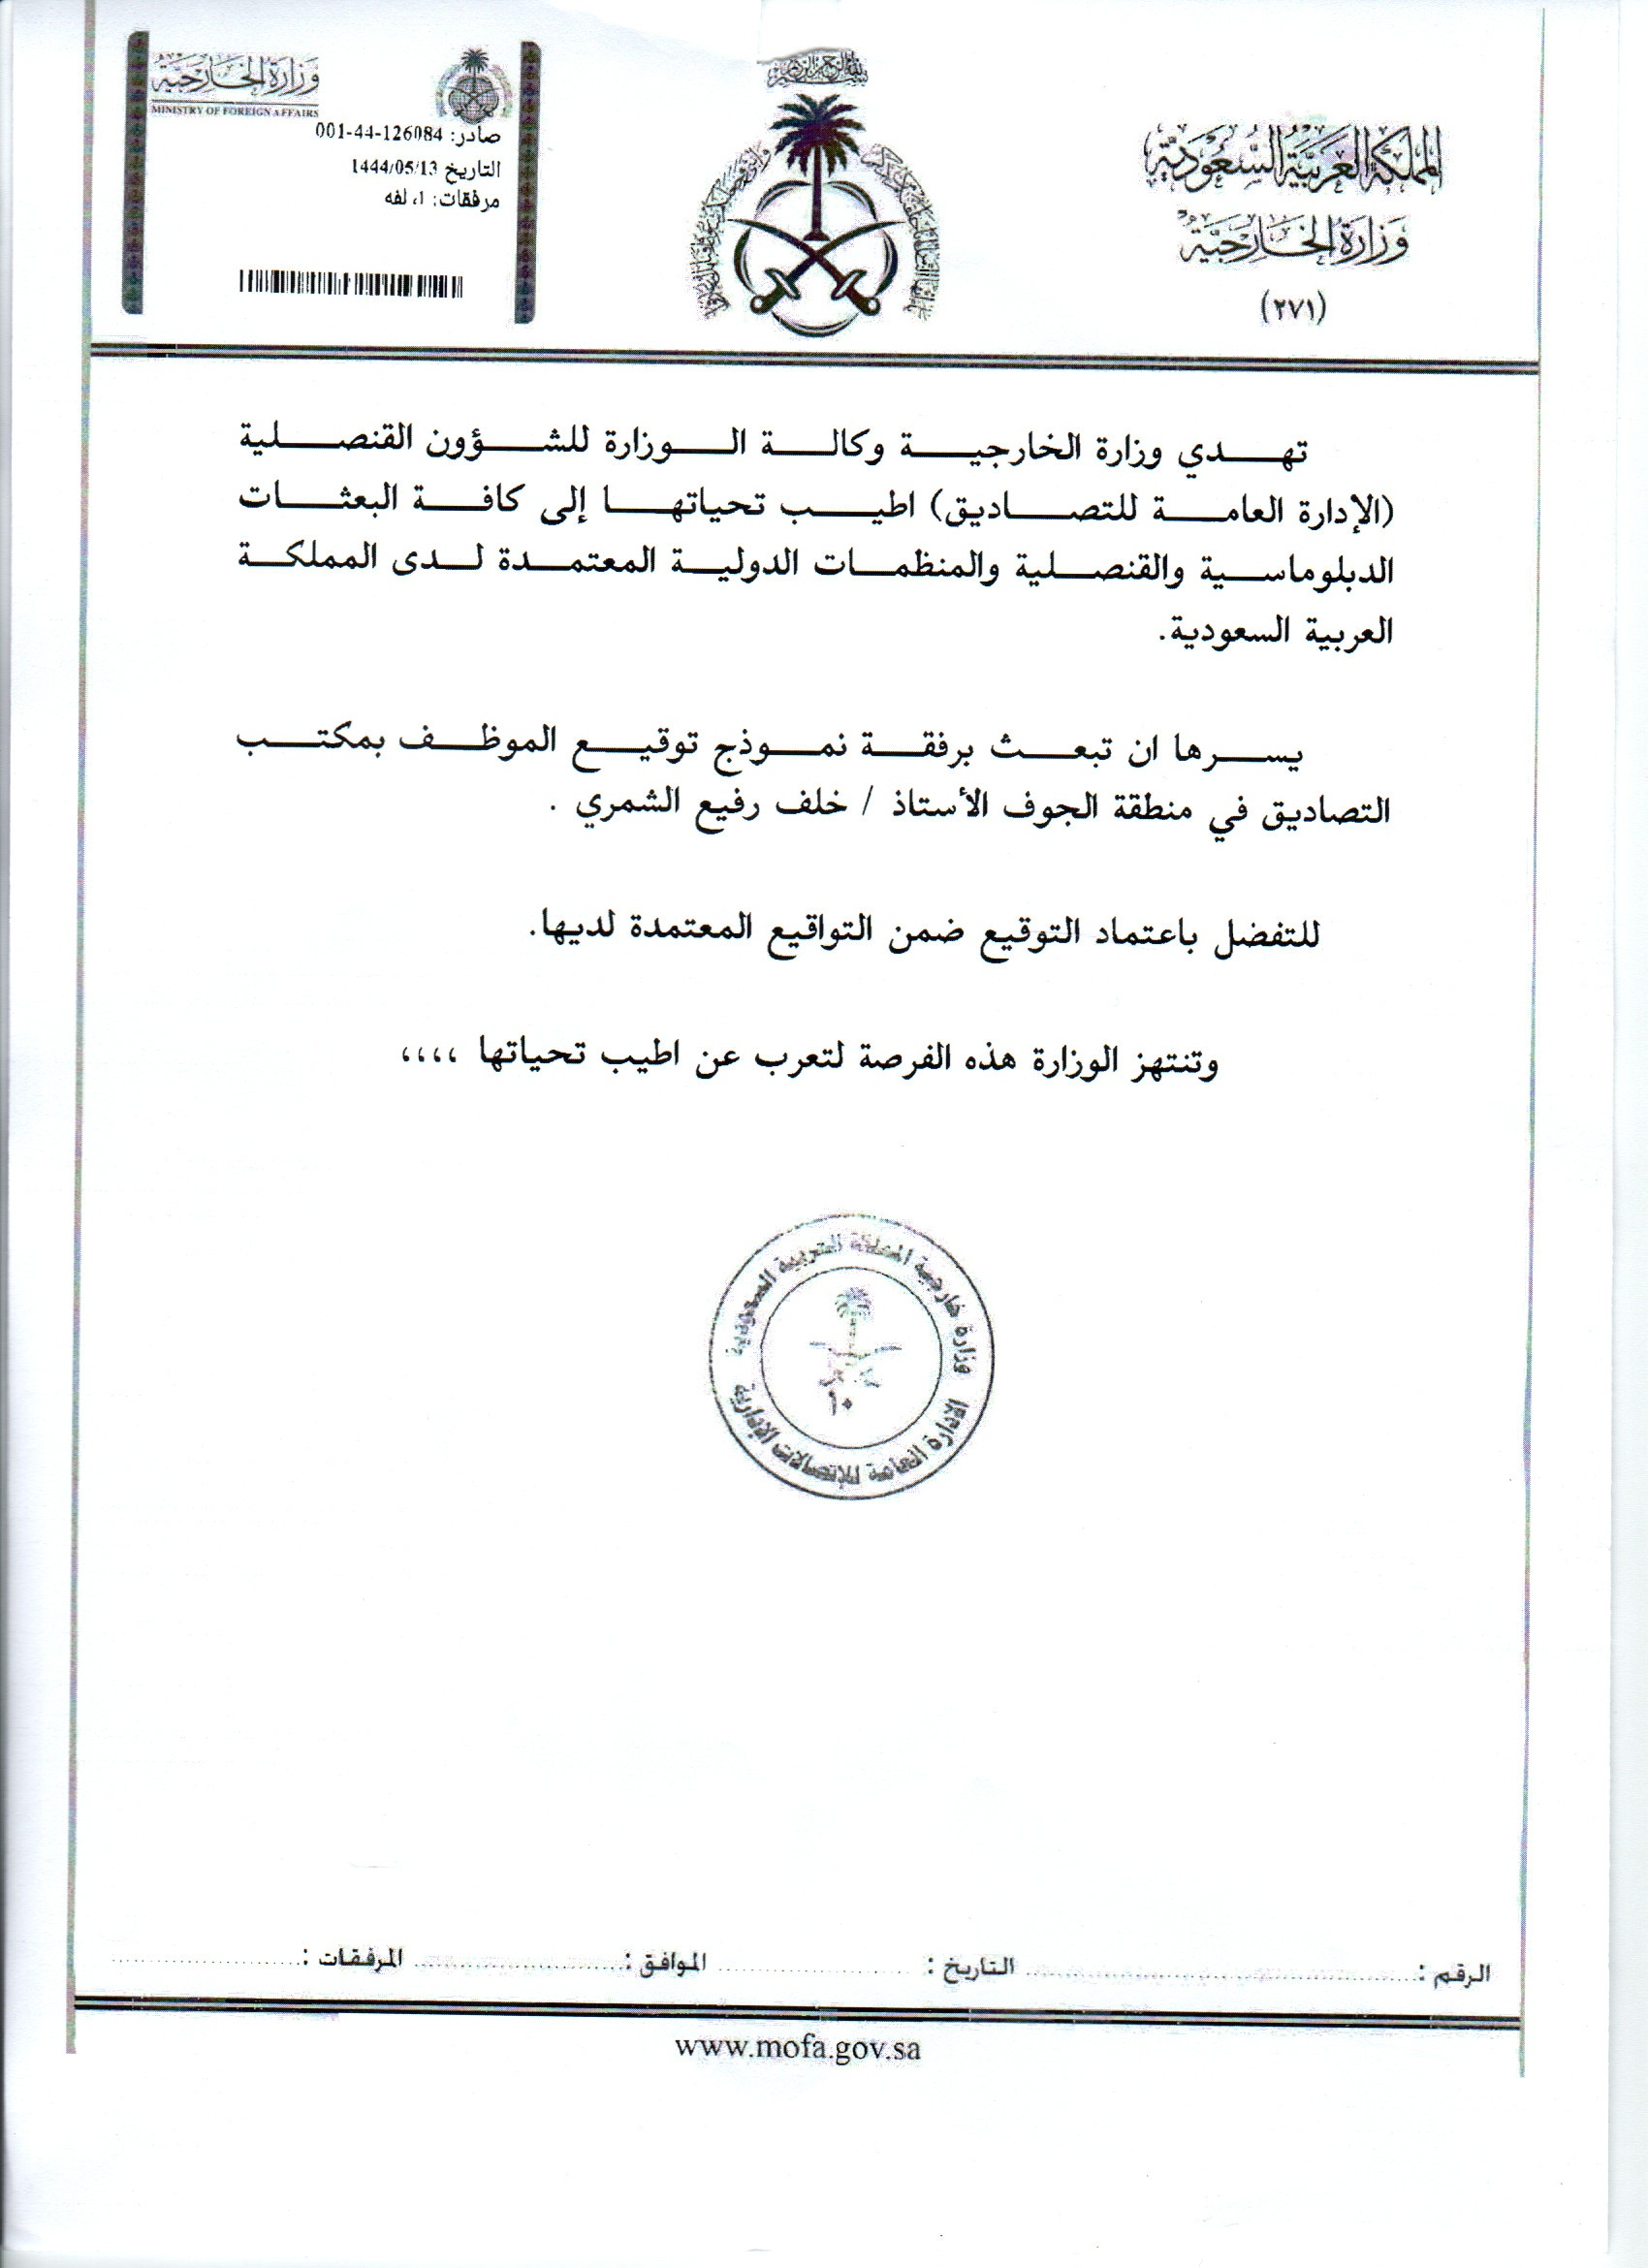 المملكة العربية السعودية
وزارة الخارجية
(٢٧١)
بسم الله الرحمن الرحيم
وزارة الخارجية
MINISTRY OF FOREIGN AFFAIRS
صادر: 001-44-126084
التاريخ 1444/05/13
مرفقات: ١، لفه
تهدي وزارة الخارجية وكالة الوزارة للشؤون القنصلية
(الإدارة العامة للتصاديق) اطيب تحياتها إلى كافة البعثات
الدبلوماسية والقنصلية والمنظمات الدولية المعتمدة لدى المملكة
العربية السعودية.
يسرها ان تبعث برفقة نموذج توقيع الموظف بمكتب
التصاديق في منطقة الجوف الأستاذ / خلف رفيع الشمري .
للتفضل باعتماد التوقيع ضمن التواقيع المعتمدة لديها.
وتنتهز الوزارة هذه الفرصة لتعرب عن اطيب تحياتها ،،،،
وزارة خارجية المملكة العربية السعودية
الادارة العامة للإتصالات الإدارية
الرقم : التاريخ : الموافق : المرفقات :
www.mofa.gov.sa